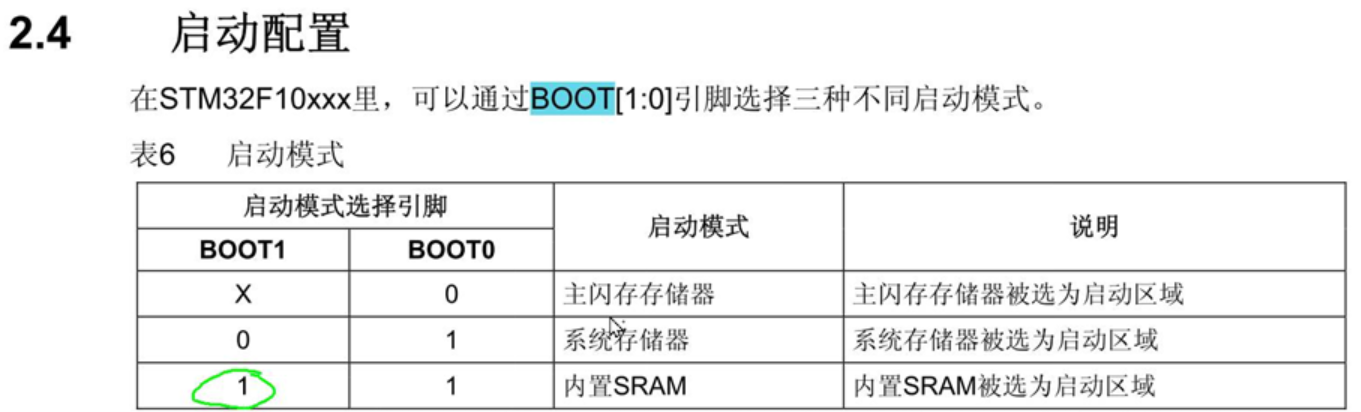 2.4 启动配置
在STM32F10xxx里，可以通过BOOT[1:0]引脚选择三种不同启动模式。
表6 启动模式
启动模式选择引脚 启动模式 说明
BOOT1 BOOT0
X 0 主闪存存储器 主闪存存储器被选为启动区域
0 1 系统存储器 系统存储器被选为启动区域
1 1 内置SRAM 内置SRAM被选为启动区域